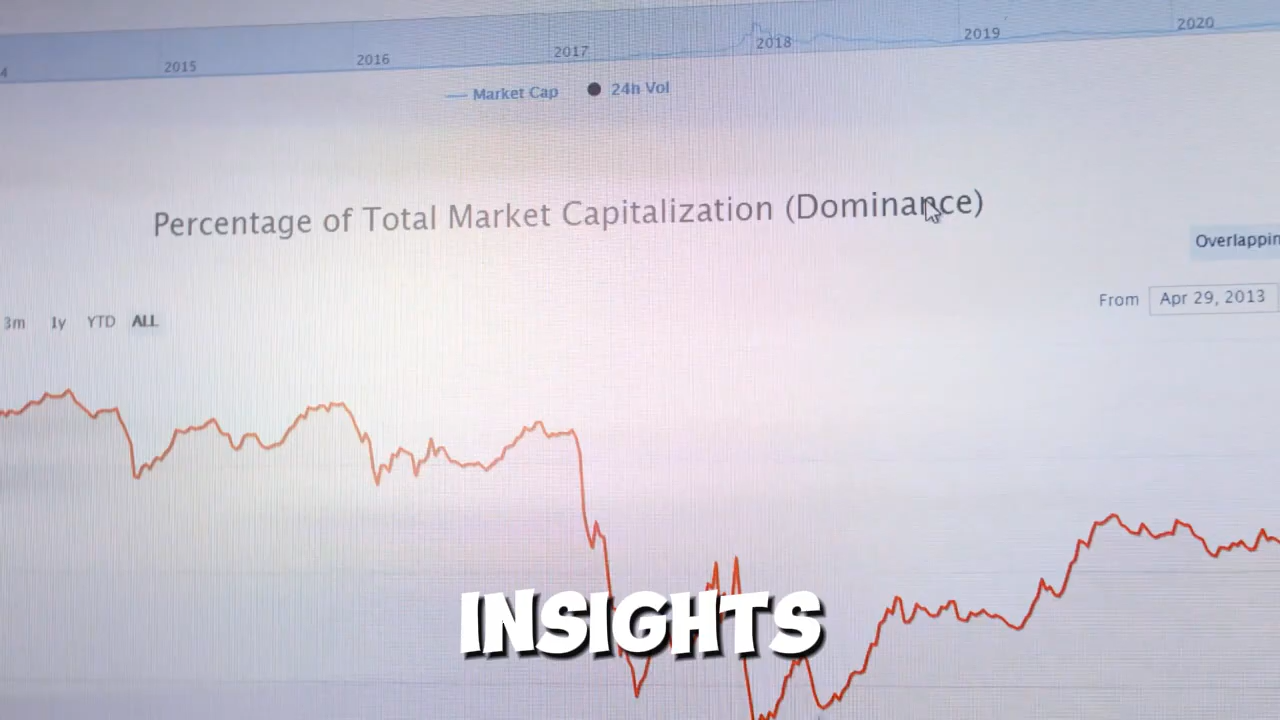 4 2015 2016 2017 2018 2019 2020
Market Cap 24h Vol
Percentage of Total Market Capitalization (Dominance)
Overlappin
From Apr 29, 2013
3m 1y YTD ALL
INSIGHTS